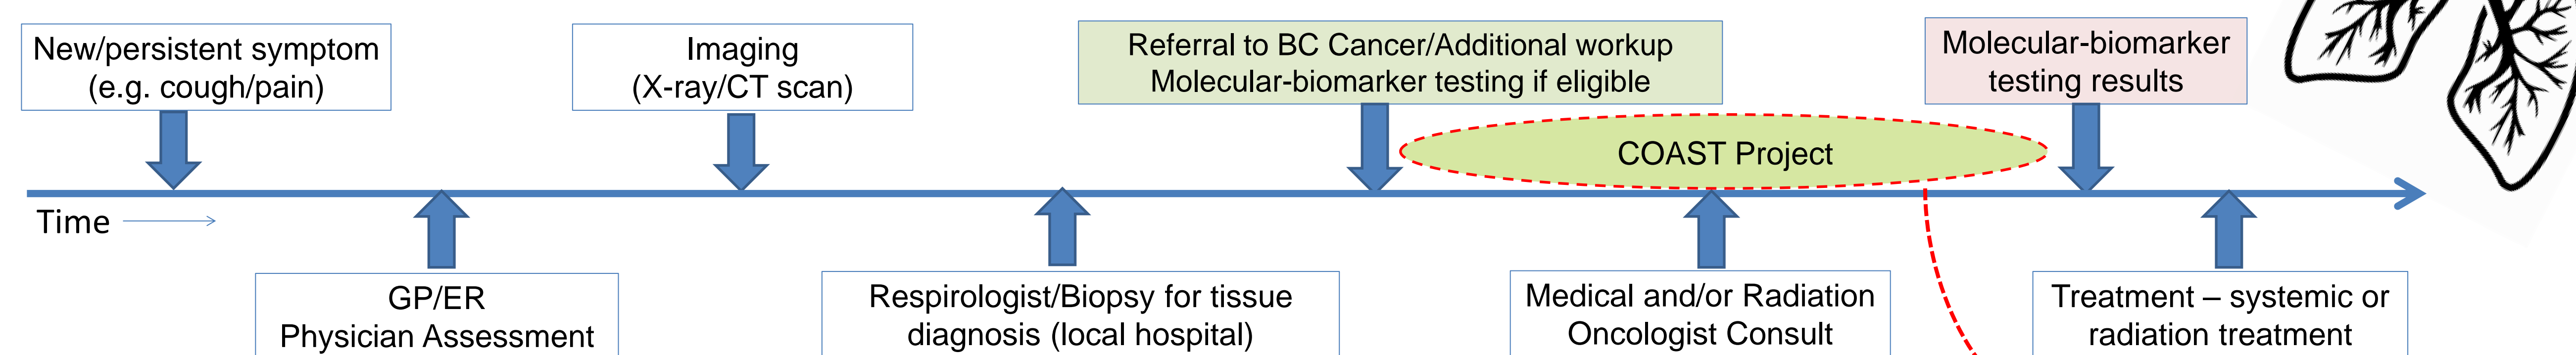 New/persistent symptom
(e.g. cough/pain)
Imaging
(X-ray/CT scan)
Referral to BC Cancer/Additional workup
Molecular-biomarker testing if eligible
Molecular-biomarker
testing results
COAST Project
Time
GP/ER
Physician Assessment
Respirologist/Biopsy for tissue
diagnosis (local hospital)
Medical and/or Radiation
Oncologist Consult
Treatment – systemic or
radiation treatment